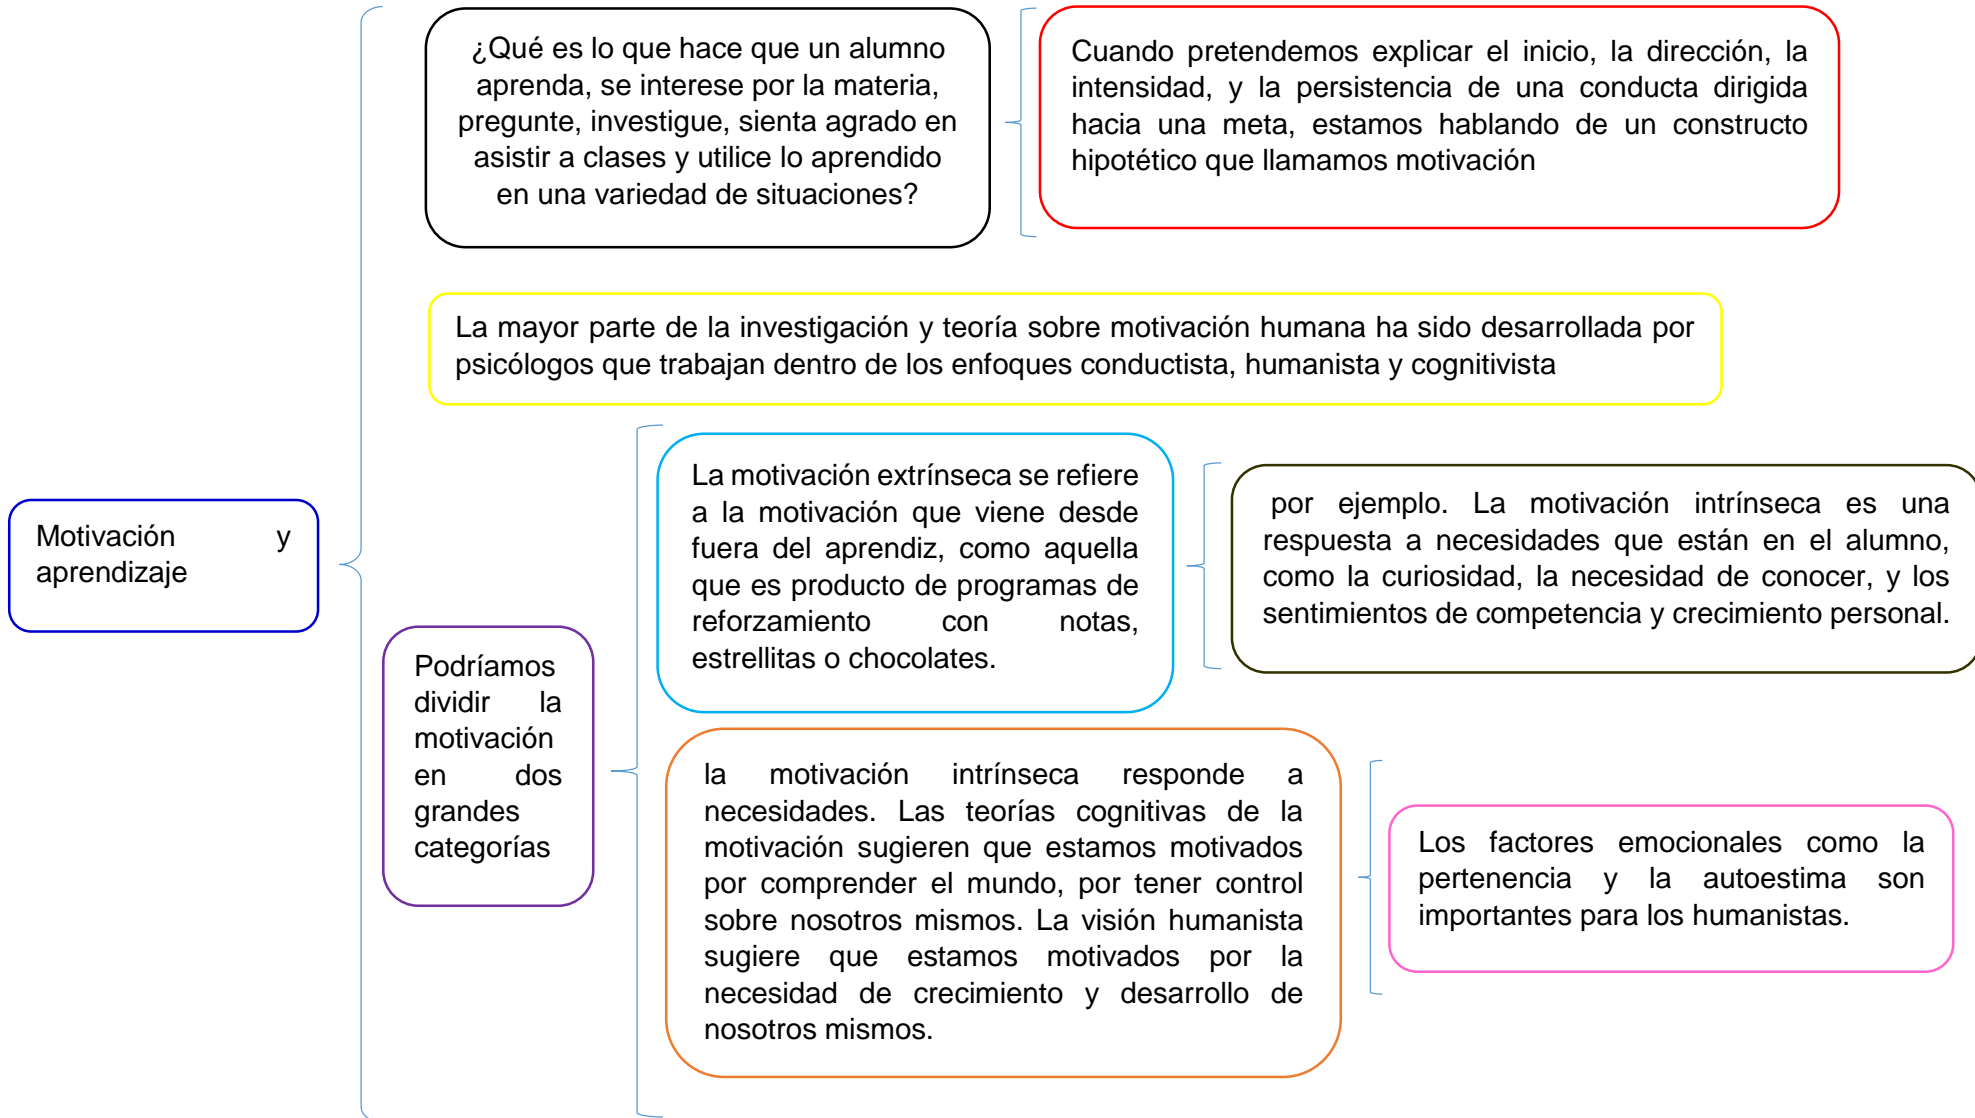 ¿Qué es lo que hace que un alumno
aprenda, se interese por la materia,
pregunte, investigue, sienta agrado en
asistir a clases y utilice lo aprendido
en una variedad de situaciones?
Cuando pretendemos explicar el inicio, la dirección, la
intensidad, y la persistencia de una conducta dirigida
hacia una meta, estamos hablando de un constructo
hipotético que llamamos motivación
La mayor parte de la investigación y teoría sobre motivación humana ha sido desarrollada por
psicólogos que trabajan dentro de los enfoques conductista, humanista y cognitivista
Motivación y
aprendizaje
Podríamos
dividir la
motivación
en dos
grandes
categorías
La motivación extrínseca se refiere
a la motivación que viene desde
fuera del aprendiz, como aquella
que es producto de programas de
reforzamiento con notas,
estrellitas o chocolates.
por ejemplo. La motivación intrínseca es una
respuesta a necesidades que están en el alumno,
como la curiosidad, la necesidad de conocer, y los
sentimientos de competencia y crecimiento personal.
la motivación intrínseca responde a
necesidades. Las teorías cognitivas de la
motivación sugieren que estamos motivados
por comprender el mundo, por tener control
sobre nosotros mismos. La visión humanista
sugiere que estamos motivados por la
necesidad de crecimiento y desarrollo de
nosotros mismos.
Los factores emocionales como la
pertenencia y la autoestima son
importantes para los humanistas.